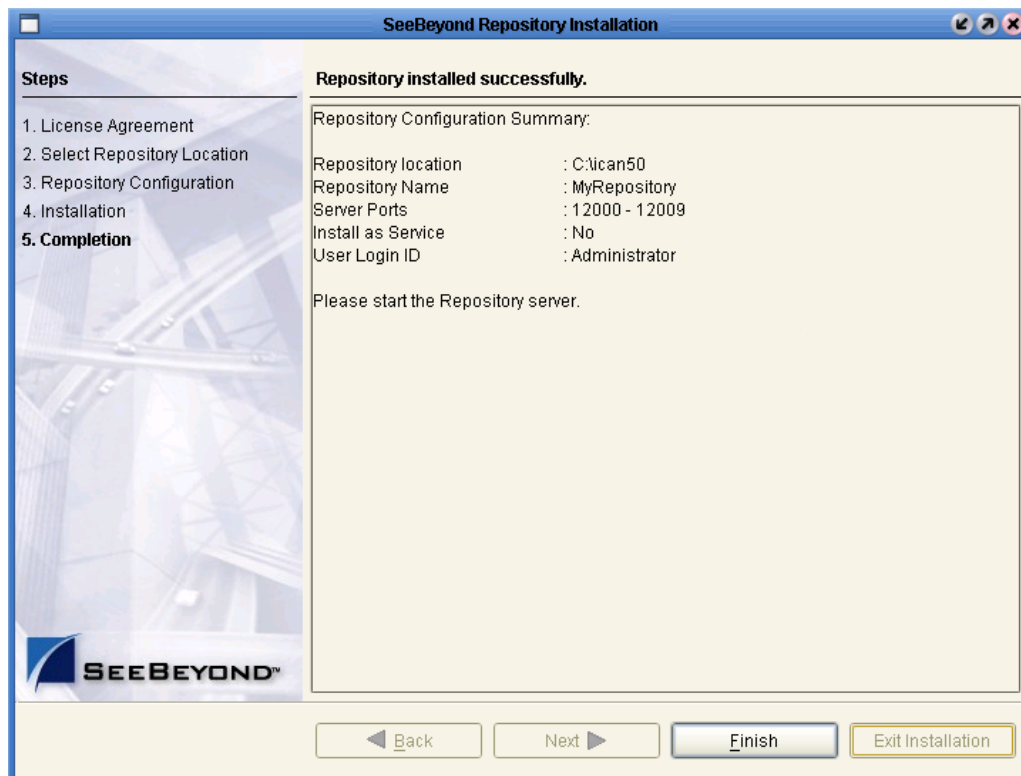 SeeBeyond Repository Installation
Steps
1. License Agreement
2. Select Repository Location
3. Repository Configuration
4. Installation
5. Completion
SEEBEYOND™
Repository installed successfully.
Repository Configuration Summary:
Repository location : C:\ican50
Repository Name : MyRepository
Server Ports : 12000 - 12009
Install as Service : No
User Login ID : Administrator
Please start the Repository server.
Back Next Finish Exit Installation